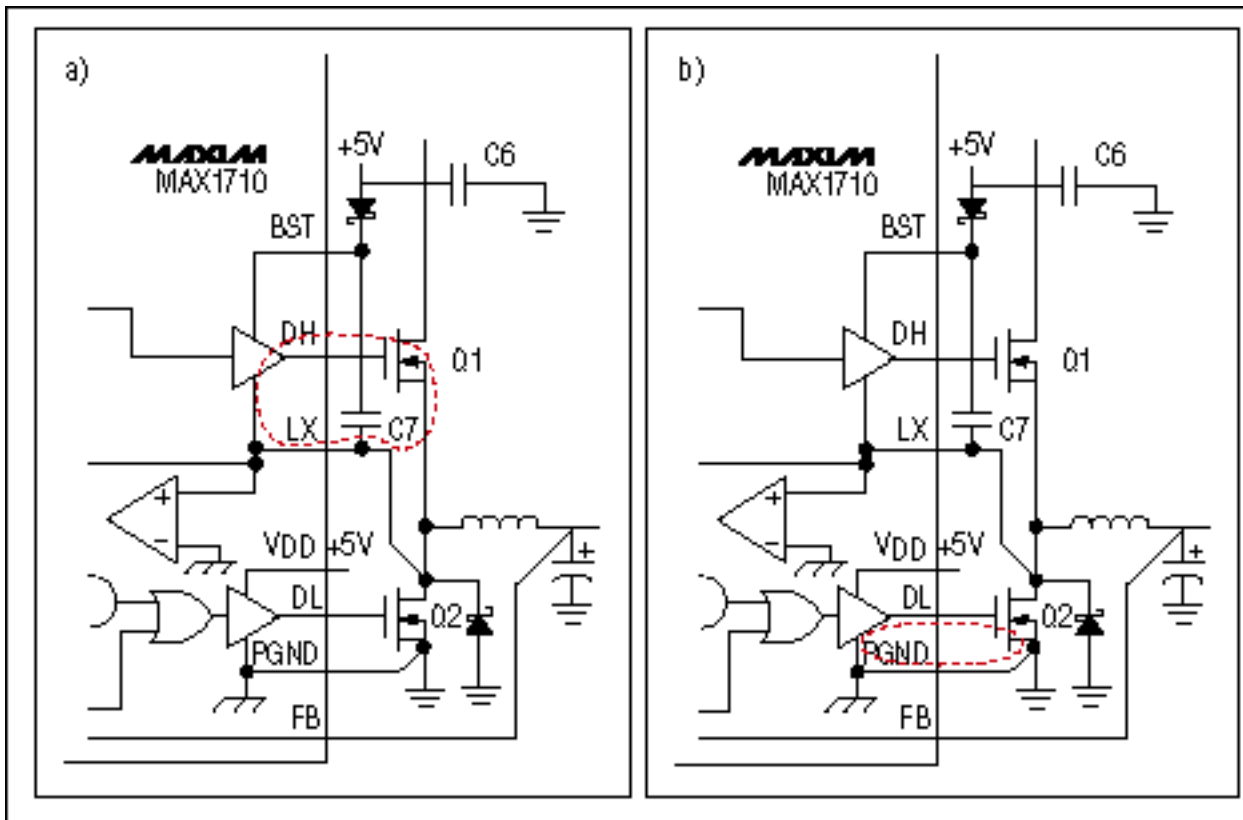 a)
MAXIM
MAX1710
+5V
C6
BST
DH
Q1
LX
C7
+
−
VDD
+5V
+
DL
Q2
PGND
FB
b)
MAXIM
MAX1710
+5V
C6
BST
DH
Q1
LX
C7
+
−
VDD
+5V
+
DL
Q2
PGND
FB